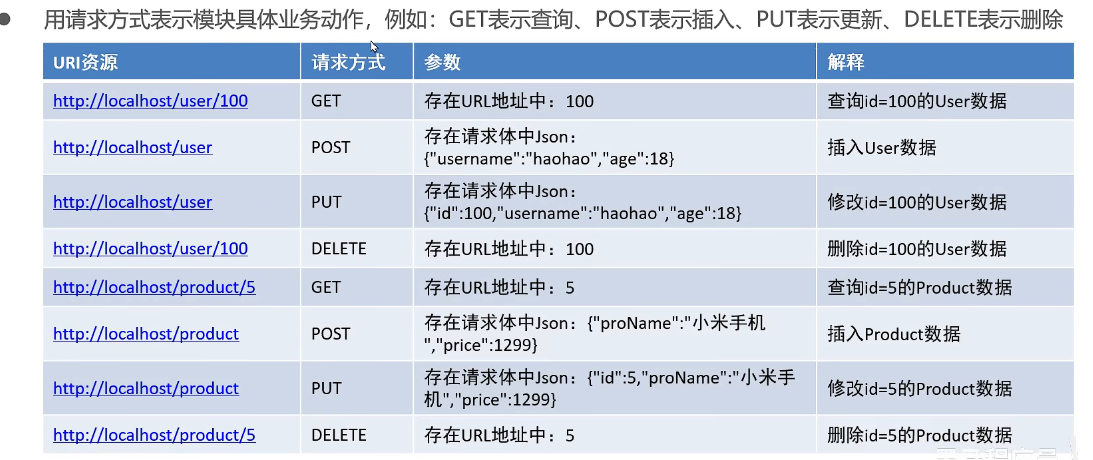 用请求方式表示模块具体业务动作，例如：GET表示查询、POST表示插入、PUT表示更新、DELETE表示删除
URI资源 请求方式 参数 解释
http://localhost/user/100 GET 存在URL地址中：100 查询id=100的User数据
http://localhost/user POST 存在请求体中Json： 插入User数据
{"username":"haohao","age":18}
http://localhost/user PUT 存在请求体中Json： 修改id=100的User数据
{"id":100,"username":"haohao","age":18}
http://localhost/user/100 DELETE 存在URL地址中：100 删除id=100的User数据
http://localhost/product/5 GET 存在URL地址中：5 查询id=5的Product数据
http://localhost/product POST 存在请求体中Json：{"proName":"小米手机 插入Product数据
","price":1299}
http://localhost/product PUT 存在请求体中Json：{"id":5,"proName":"小米手 修改id=5的Product数据
机","price":1299}
http://localhost/product/5 DELETE 存在URL地址中：5 删除id=5的Product数据